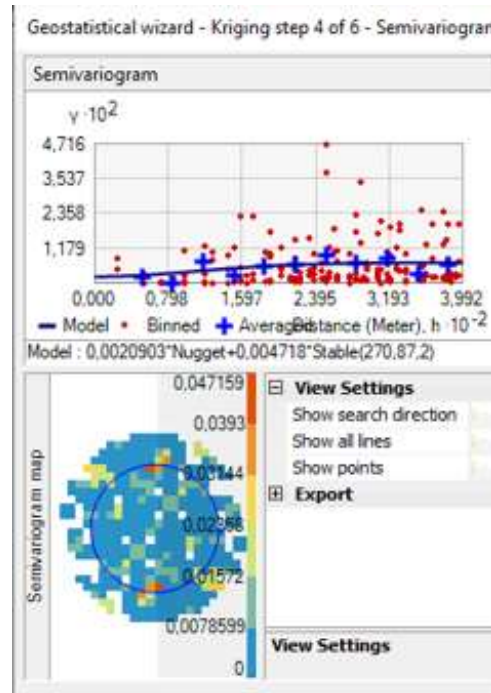 Geostatistical wizard - Kriging step 4 of 6 - Semivariogram
Semivariogram
γ·10²
4,716
3,537
2,358
1,179
0.000 0.798 1,597 2.395 3,193 3,992
Model Binned Averaged Distance (Meter), h ·10⁻²
Model : 0,0020903*Nugget+0,004718*Stable(270,87,2)
Semivariogram map
0,047159
0,0393
0,03144
0,02358
0,01572
0,0078599
0
View Settings
Show search direction
Show all lines
Show points
Export
View Settings